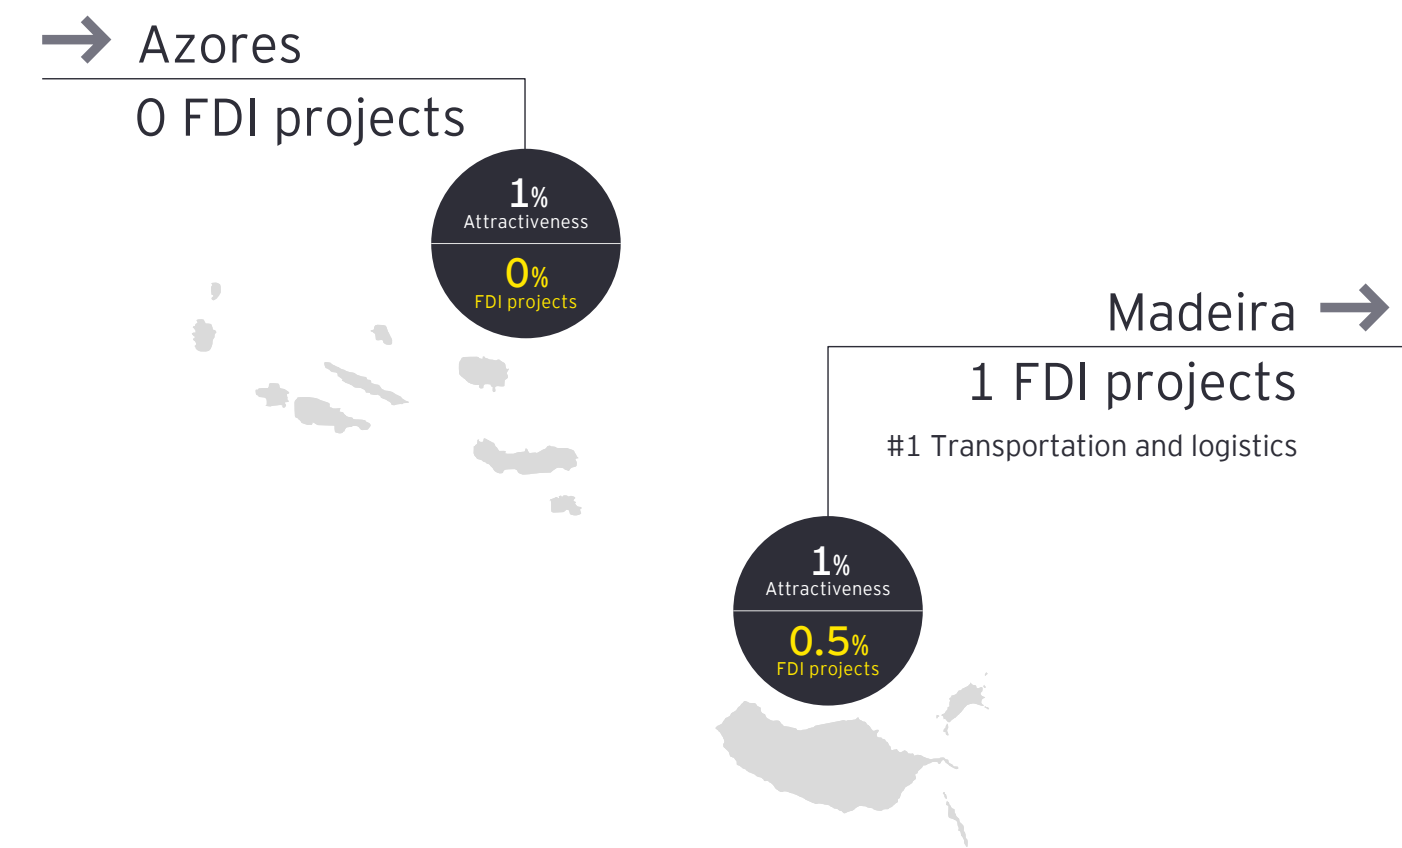 Azores
0 FDI projects
1%
Attractiveness
0%
FDI projects
Madeira
1 FDI projects
#1 Transportation and logistics
1%
Attractiveness
0.5%
FDI projects